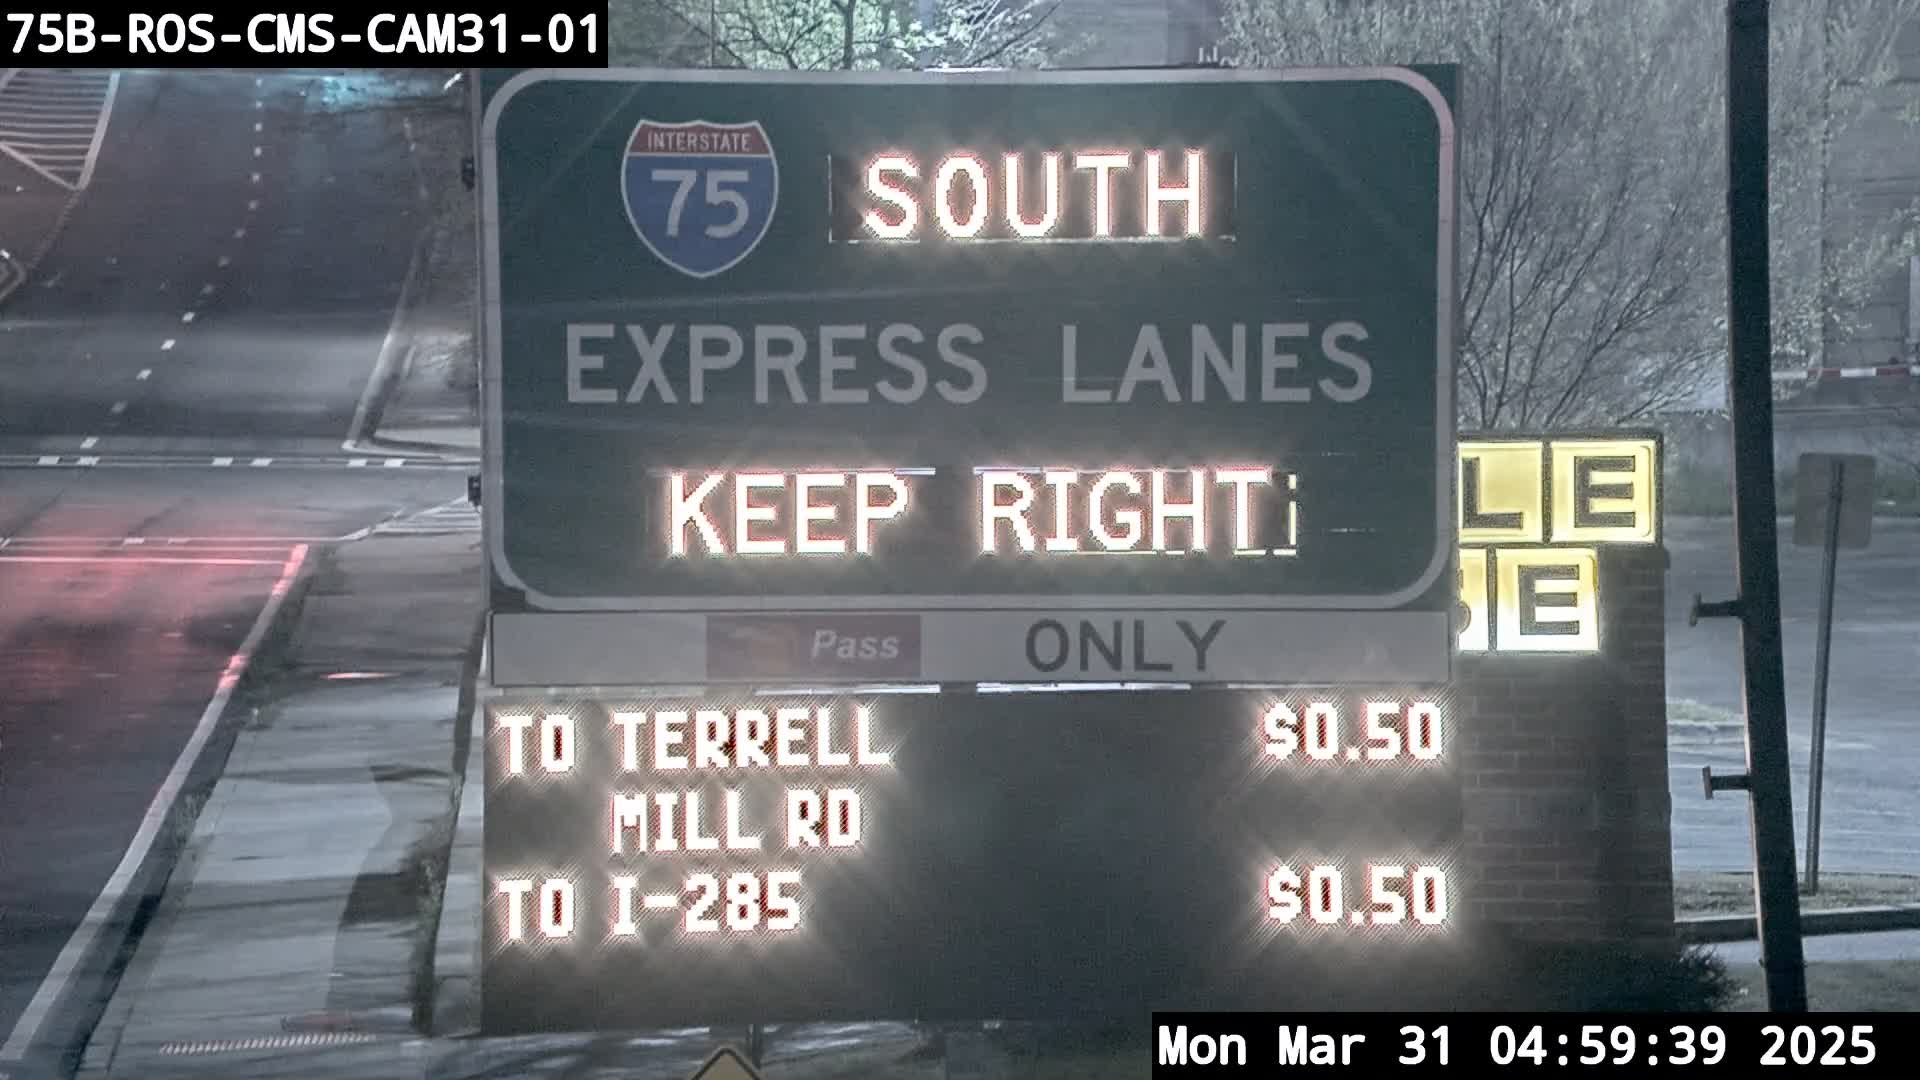 75B-ROS-CMS-CAM31-01
INTERSTATE
75
SOUTH
EXPRESS LANES
KEEP RIGHT
Pass ONLY
TO TERRELL $0.50
MILL RD
TO I-285 $0.50
LE
E
Mon Mar 31 04:59:39 2025